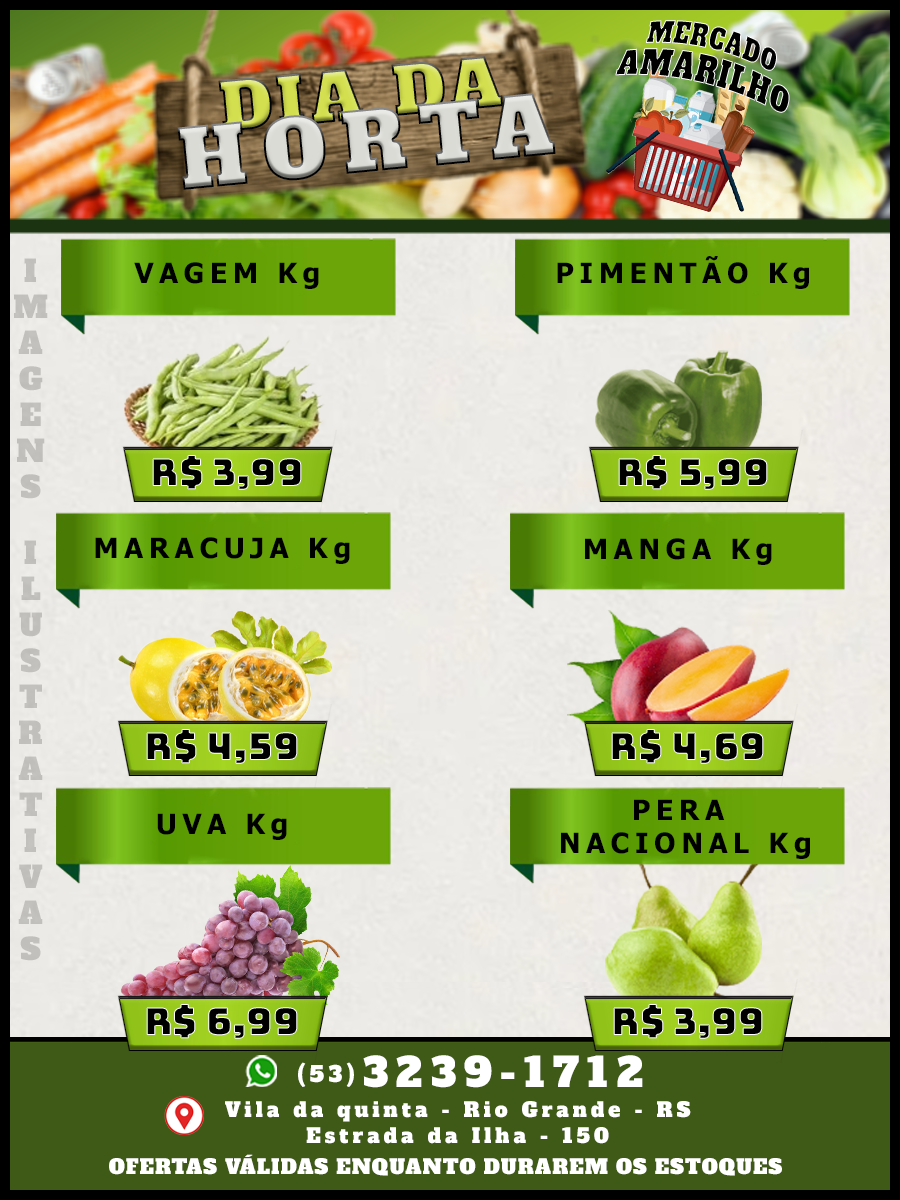 DIA DA
HORTA
MERCADO
AMARILHO
IMAGENS ILUSTRATIVAS
VAGEM Kg
R$ 3,99
PIMENTÃO Kg
R$ 5,99
MARACUJA Kg
R$ 4,59
MANGA Kg
R$ 4,69
UVA Kg
R$ 6,99
PERA
NACIONAL Kg
R$ 3,99
(53) 3239-1712
Vila da quinta - Rio Grande - RS
Estrada da Ilha - 150
OFERTAS VÁLIDAS ENQUANTO DURAREM OS ESTOQUES